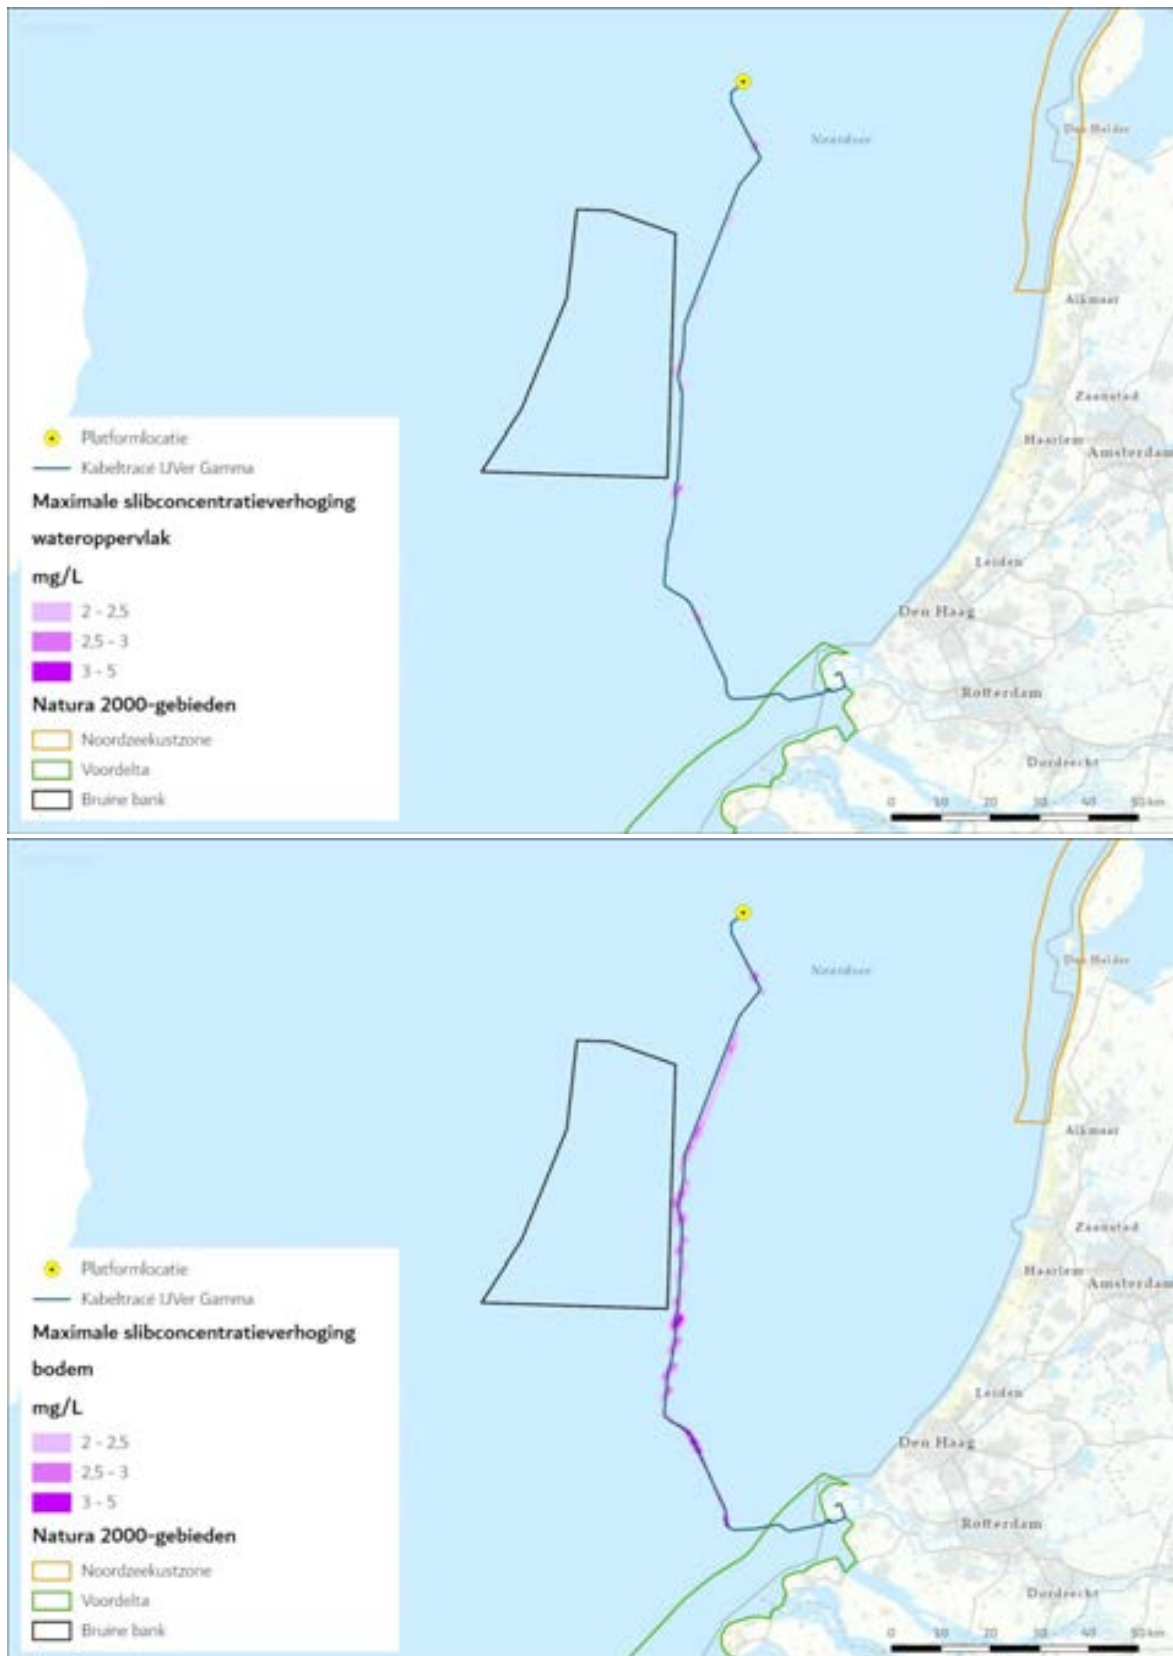 Noordzee
Den Helder
Alkmaar
Zaanstad
Haarlem
Amsterdam
Leiden
Den Haag
Rotterdam
Dordrecht
Platformlocatie
Kabeltracé IJVer Gamma
Maximale slibconcentratieverhoging
wateroppervlak
mg/L
2 - 2,5
2,5 - 3
3 - 5
Natura 2000-gebieden
Noordzeekustzone
Voordelta
Bruine bank
0 10 20 30 40 50 km
Noordzee
Den Helder
Alkmaar
Zaanstad
Haarlem
Amsterdam
Leiden
Den Haag
Rotterdam
Dordrecht
Platformlocatie
Kabeltracé IJVer Gamma
Maximale slibconcentratieverhoging
bodem
mg/L
2 - 2,5
2,5 - 3
3 - 5
Natura 2000-gebieden
Noordzeekustzone
Voordelta
Bruine bank
0 10 20 30 40 50 km